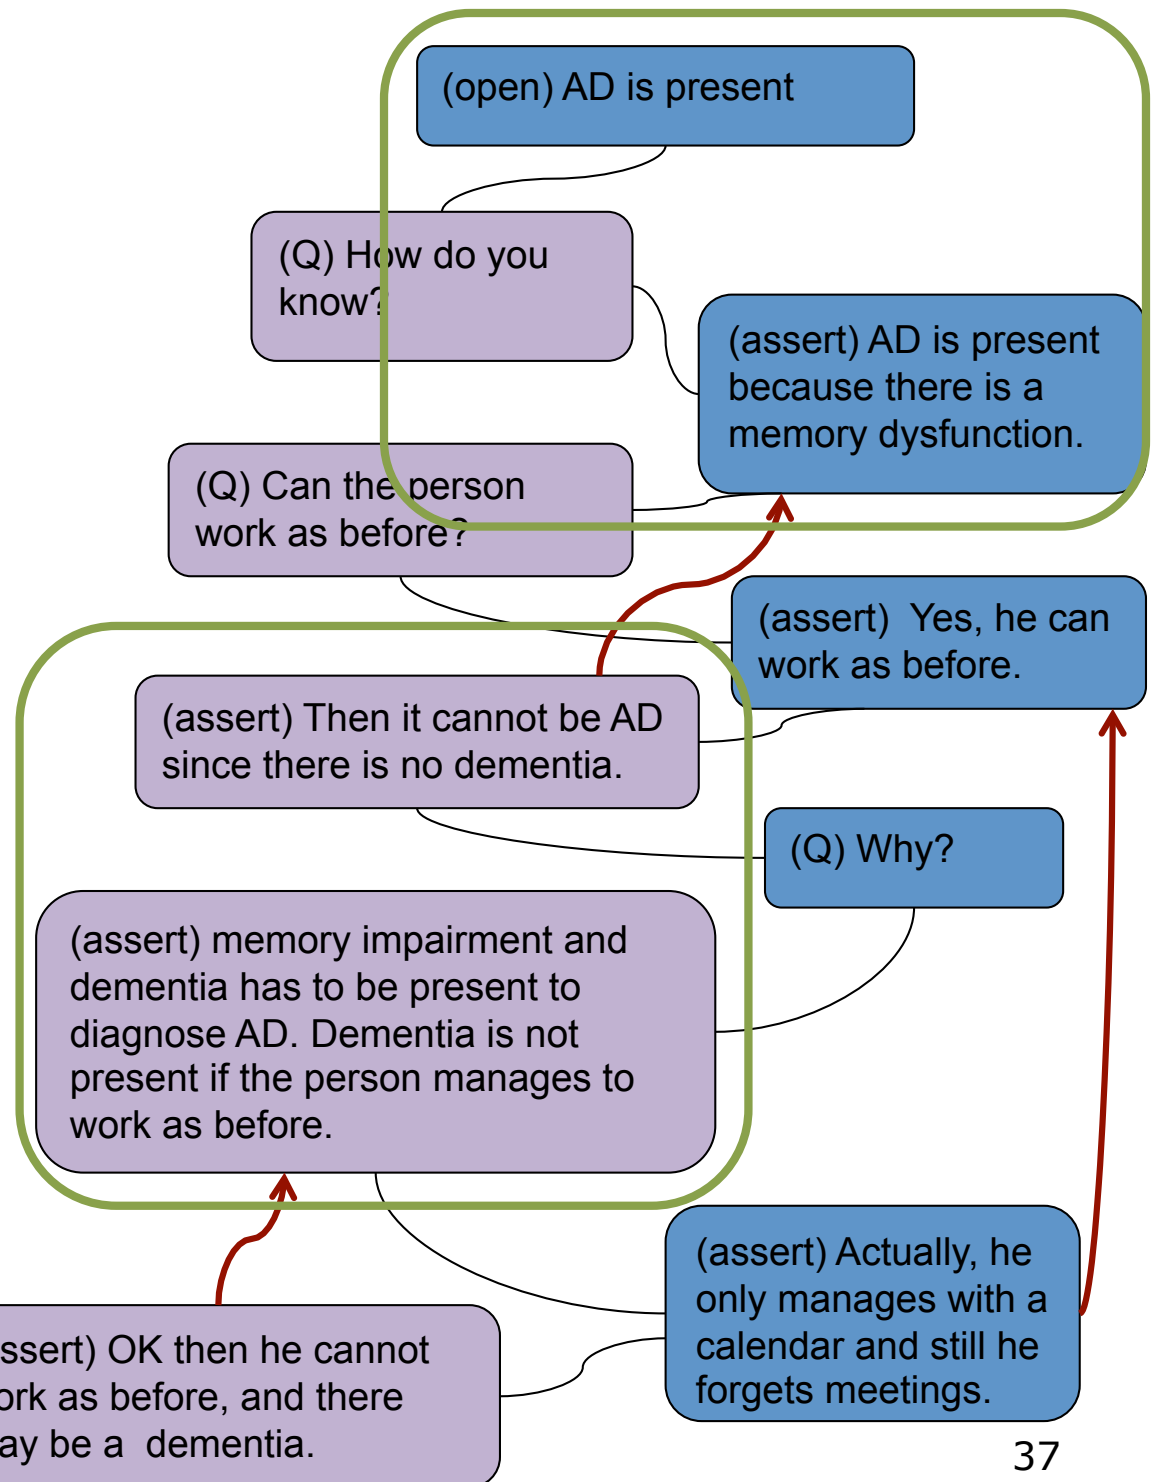 (open) AD is present
(Q) How do you
know?
(assert) AD is present
because there is a
memory dysfunction.
(Q) Can the person
work as before?
(assert) Yes, he can
work as before.
(assert) Then it cannot be AD
since there is no dementia.
(Q) Why?
(assert) memory impairment and
dementia has to be present to
diagnose AD. Dementia is not
present if the person manages to
work as before.
(assert) Actually, he
only manages with a
calendar and still he
forgets meetings.
ssert) OK then he cannot
ork as before, and there
ay be a dementia.
37